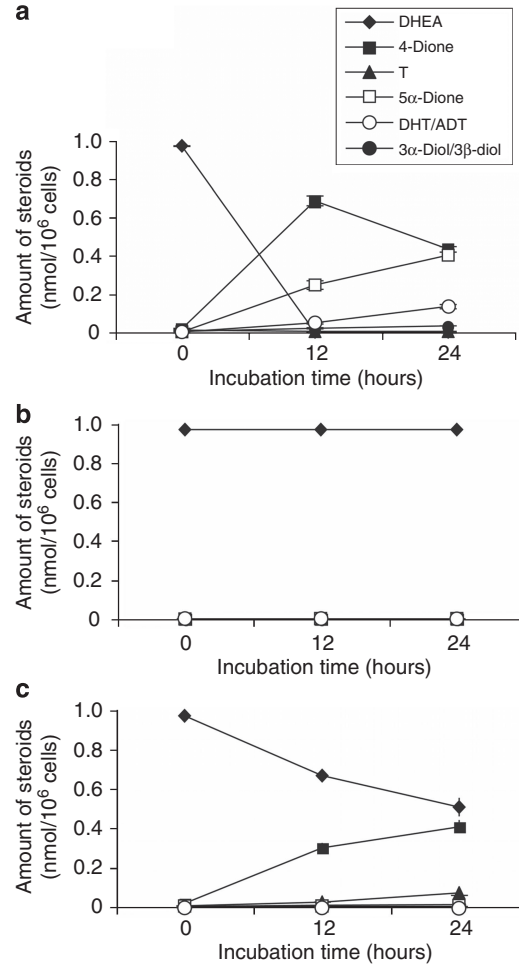 a
DHEA
4-Dione
T
5α-Dione
DHT/ADT
3α-Diol/3β-diol
1.0
0.8
0.6
0.4
0.2
0
Amount of steroids
(nmol/10⁶ cells)
0 12 24
Incubation time (hours)
b
1.0
0.8
0.6
0.4
0.2
0
Amount of steroids
(nmol/10⁶ cells)
0 12 24
Incubation time (hours)
c
1.0
0.8
0.6
0.4
0.2
0
Amount of steroids
(nmol/10⁶ cells)
0 12 24
Incubation time (hours)